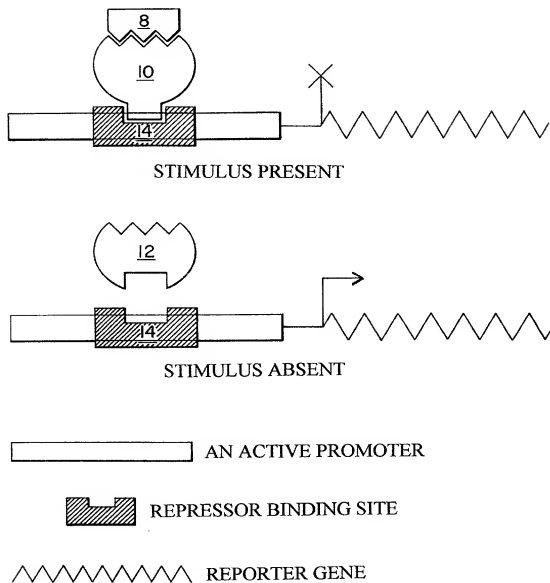 8
10
14
STIMULUS PRESENT
12
14
STIMULUS ABSENT
AN ACTIVE PROMOTER
REPRESSOR BINDING SITE
REPORTER GENE